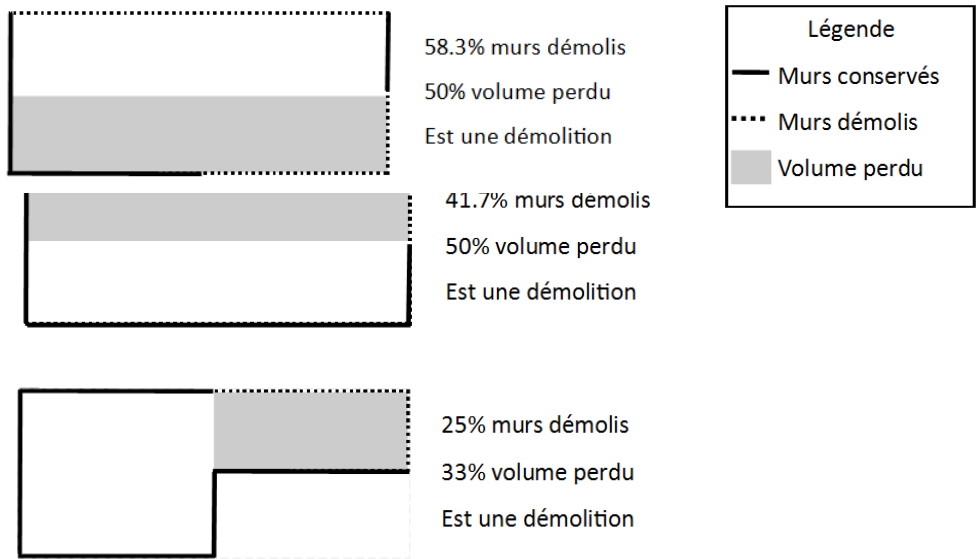 58.3% murs démolis
50% volume perdu
Est une démolition
Légende
Murs conservés
Murs démolis
Volume perdu
41.7% murs démolis
50% volume perdu
Est une démolition
25% murs démolis
33% volume perdu
Est une démolition